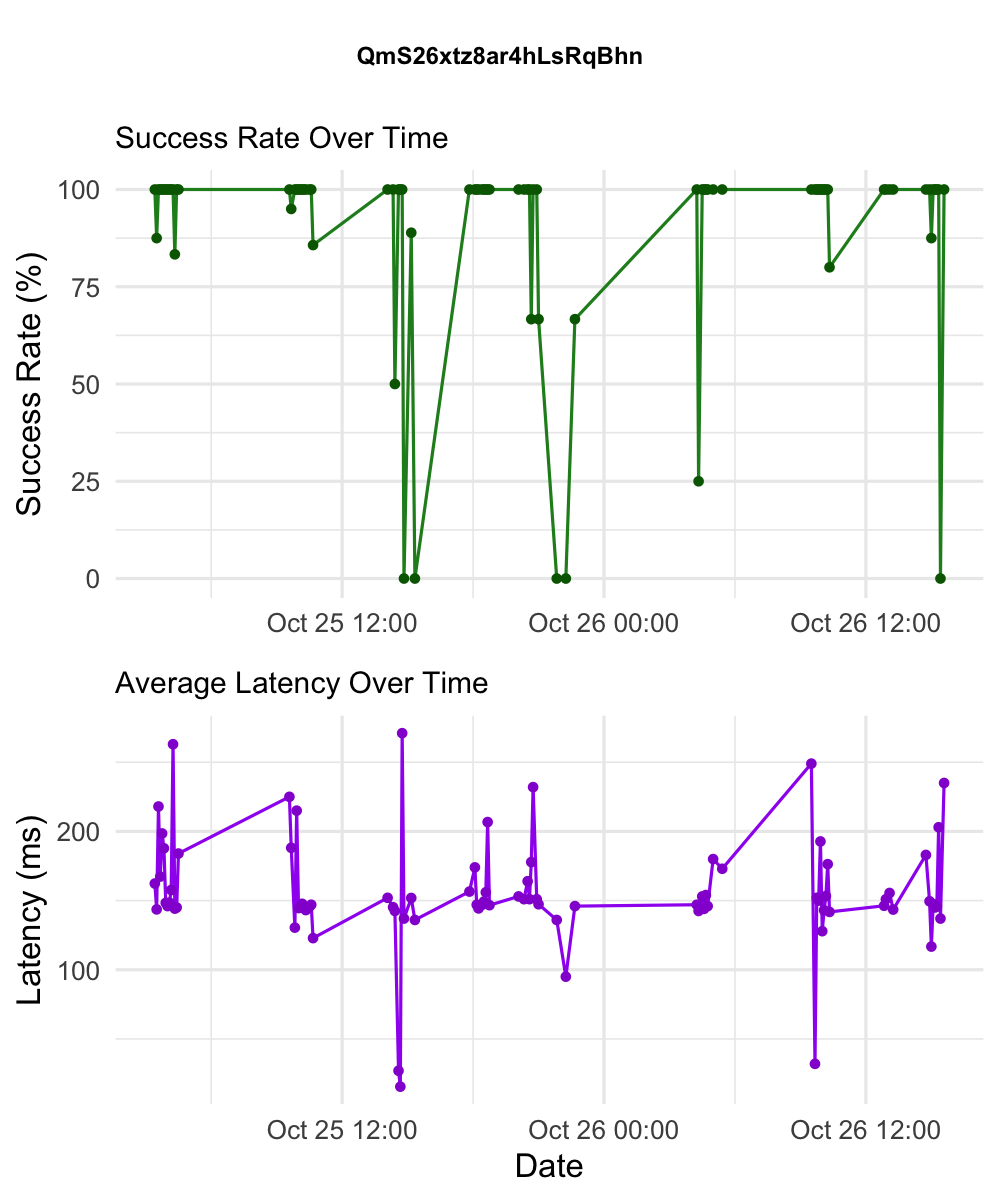 QmS26xtz8ar4hLsRqBhn
Success Rate Over Time
Success Rate (%)
100
75
50
25
0
Oct 25 12:00
Oct 26 00:00
Oct 26 12:00
Average Latency Over Time
Latency (ms)
200
100
Oct 25 12:00
Oct 26 00:00
Oct 26 12:00
Date